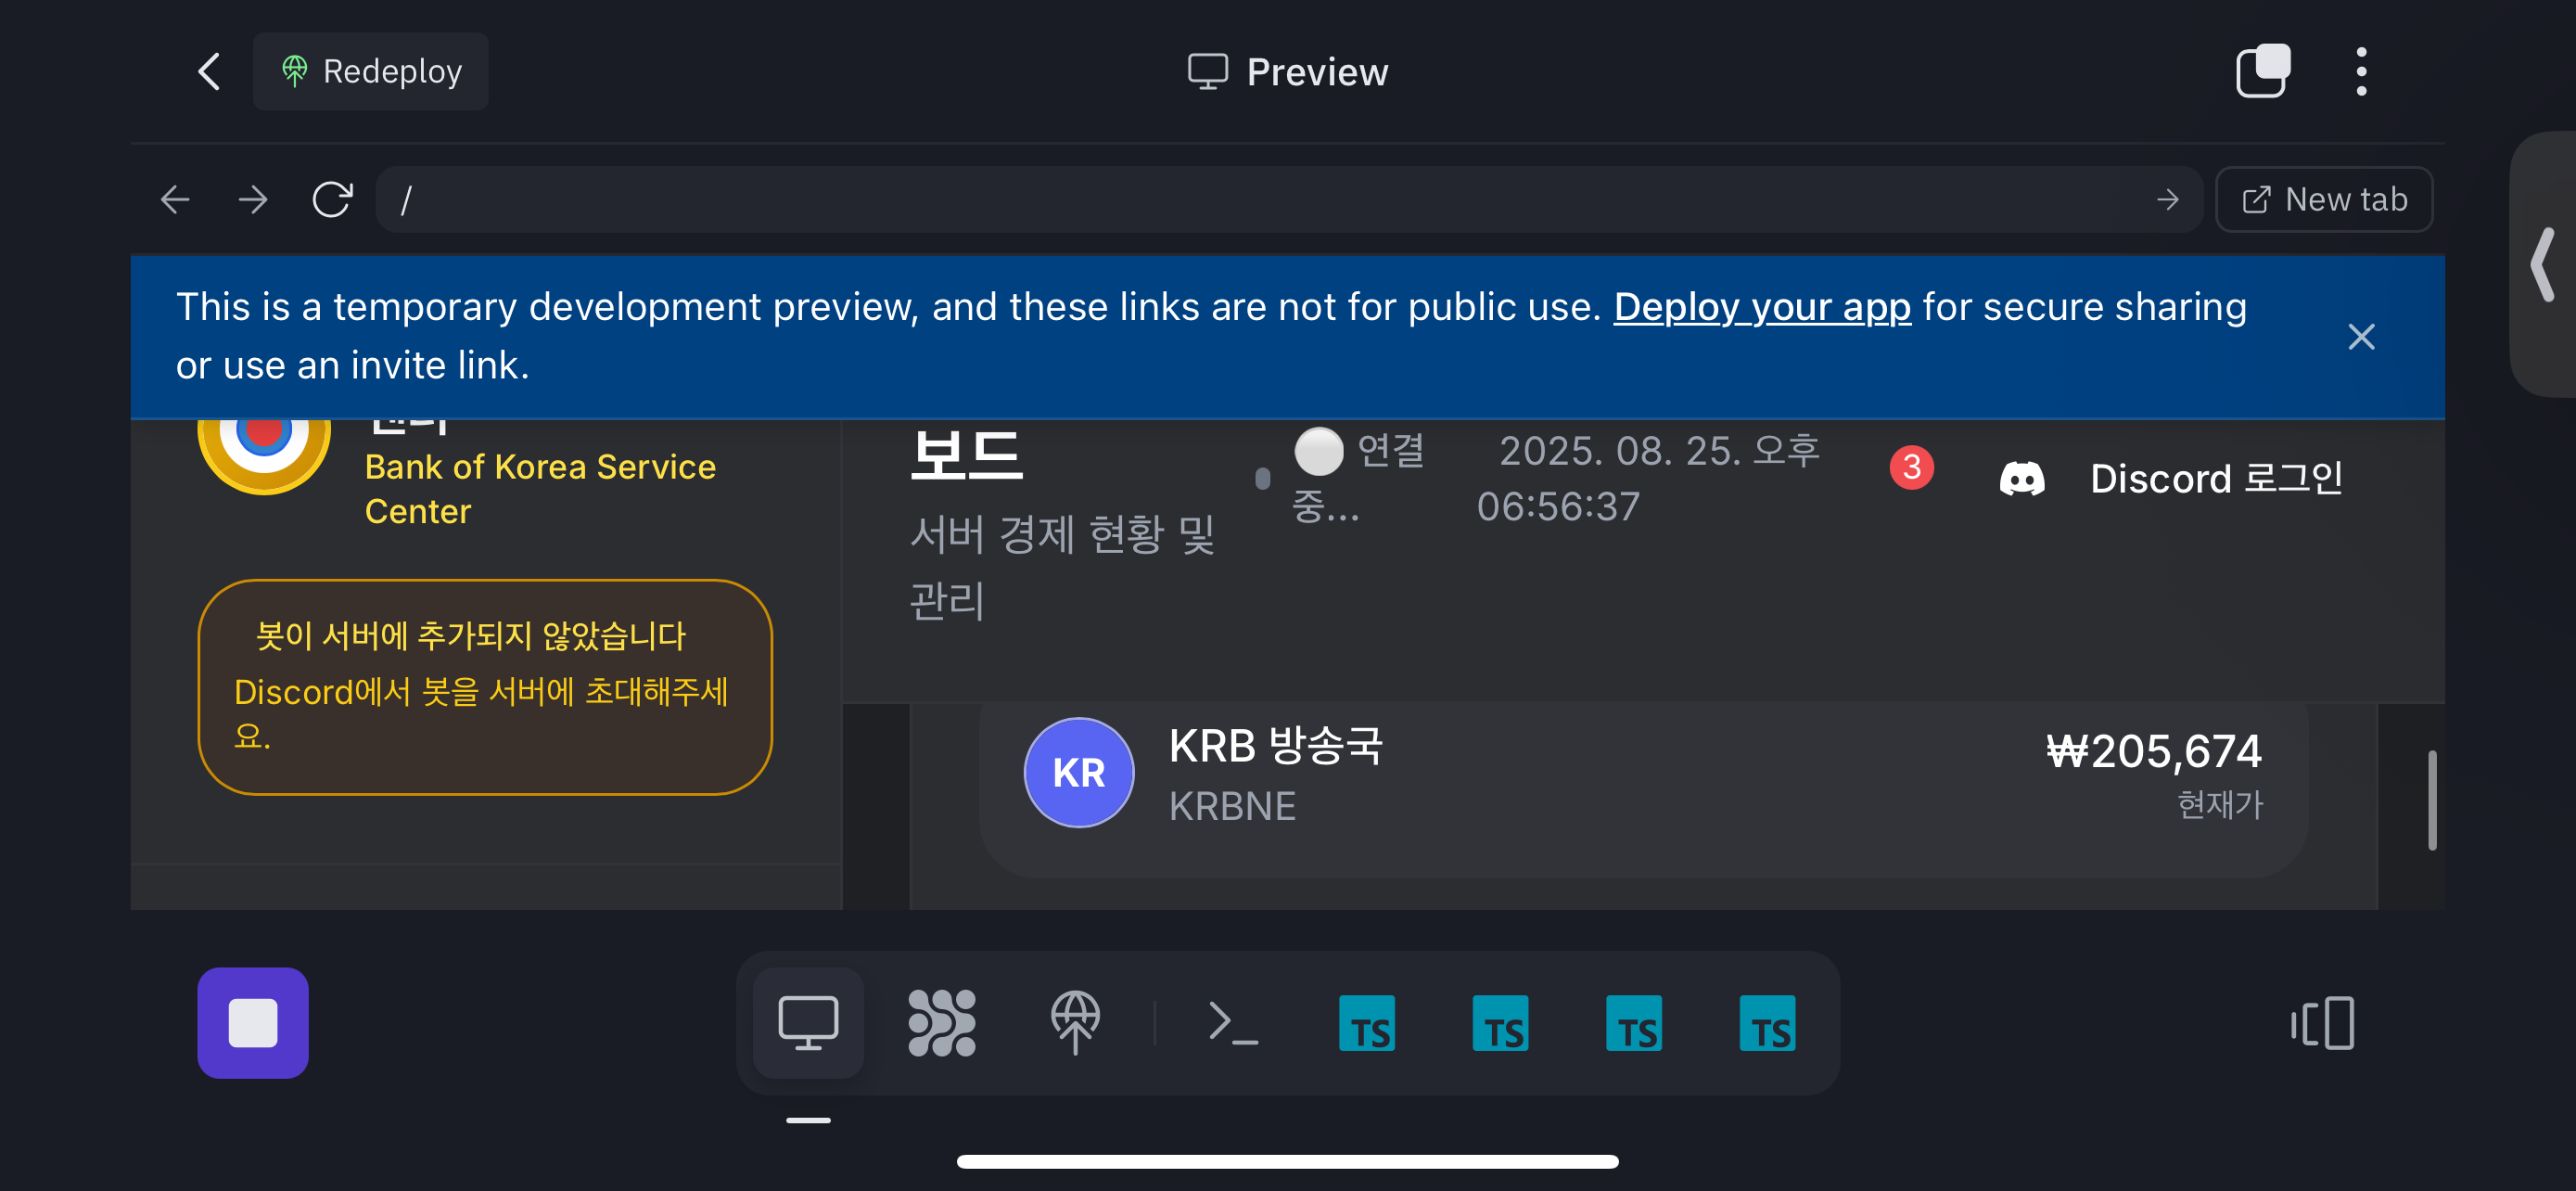 Redeploy
Preview
/
New tab
This is a temporary development preview, and these links are not for public use. Deploy your app for secure sharing
or use an invite link.
Bank of Korea Service
Center
봇이 서버에 추가되지 않았습니다
Discord에서 봇을 서버에 초대해주세
요.
보드
서버 경제 현황 및
관리
연결
중...
2025. 08. 25. 오후
06:56:37
3
Discord 로그인
KR
KRB 방송국
KRBNE
₩205,674
현재가
TS
TS
TS
TS